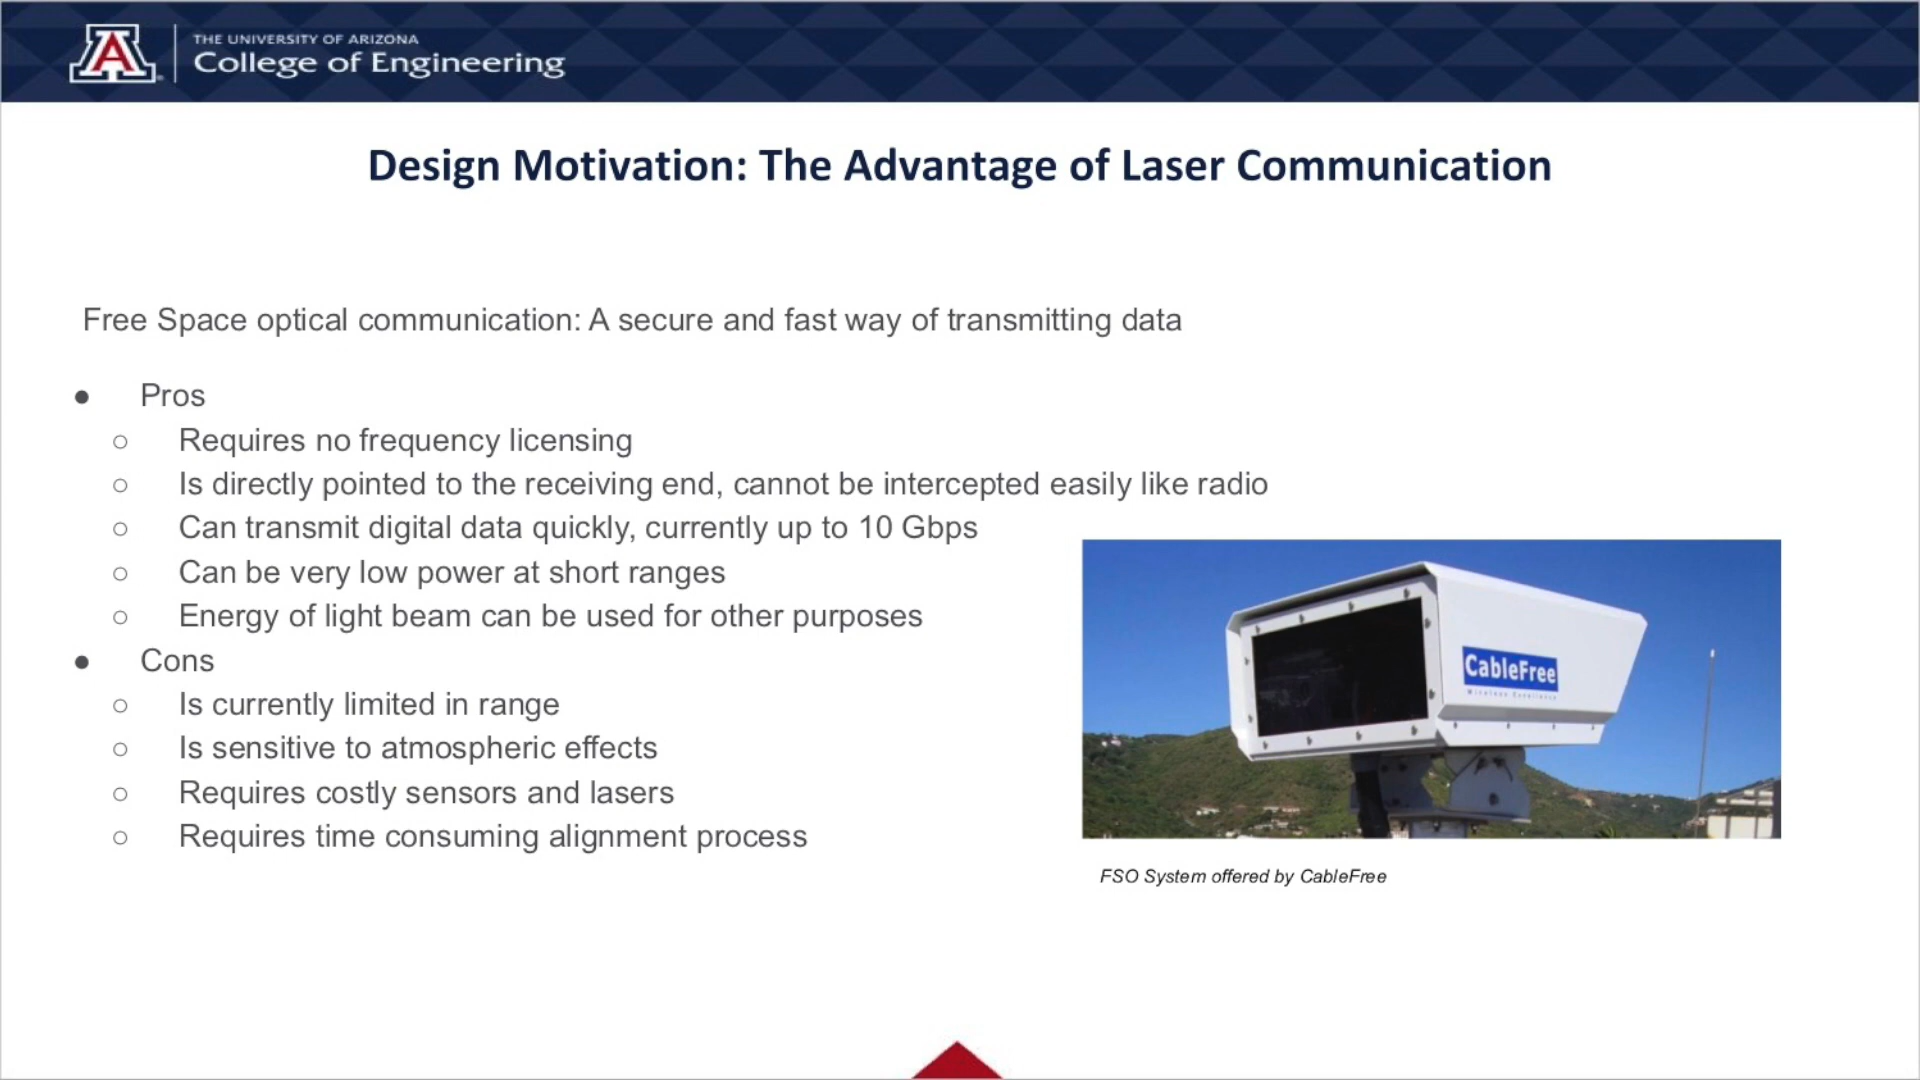 THE UNIVERSITY OF ARIZONA
College of Engineering
Design Motivation: The Advantage of Laser Communication
Free Space optical communication: A secure and fast way of transmitting data
● Pros
○ Requires no frequency licensing
○ Is directly pointed to the receiving end, cannot be intercepted easily like radio
○ Can transmit digital data quickly, currently up to 10 Gbps
○ Can be very low power at short ranges
○ Energy of light beam can be used for other purposes
● Cons
○ Is currently limited in range
○ Is sensitive to atmospheric effects
○ Requires costly sensors and lasers
○ Requires time consuming alignment process
CableFree
Wireless Excellence
FSO System offered by CableFree